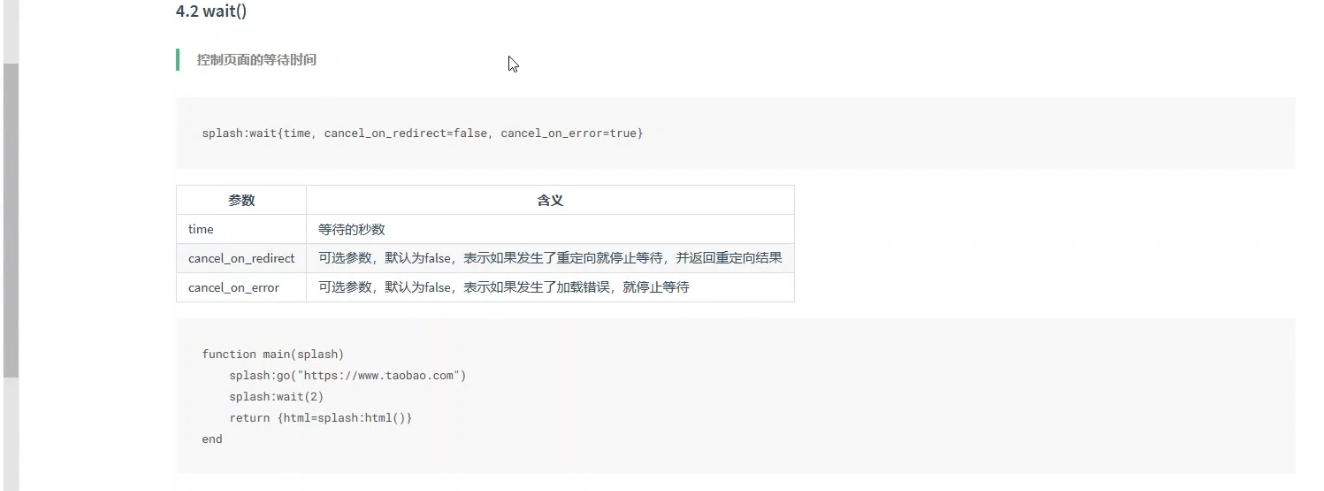 4.2 wait()
控制页面的等待时间
splash:wait{time, cancel_on_redirect=false, cancel_on_error=true}
参数 含义
time 等待的秒数
cancel_on_redirect 可选参数，默认为false，表示如果发生了重定向就停止等待，并返回重定向结果
cancel_on_error 可选参数，默认为false，表示如果发生了加载错误，就停止等待
function main(splash)
    splash:go("https://www.taobao.com")
    splash:wait(2)
    return {html=splash:html()}
end